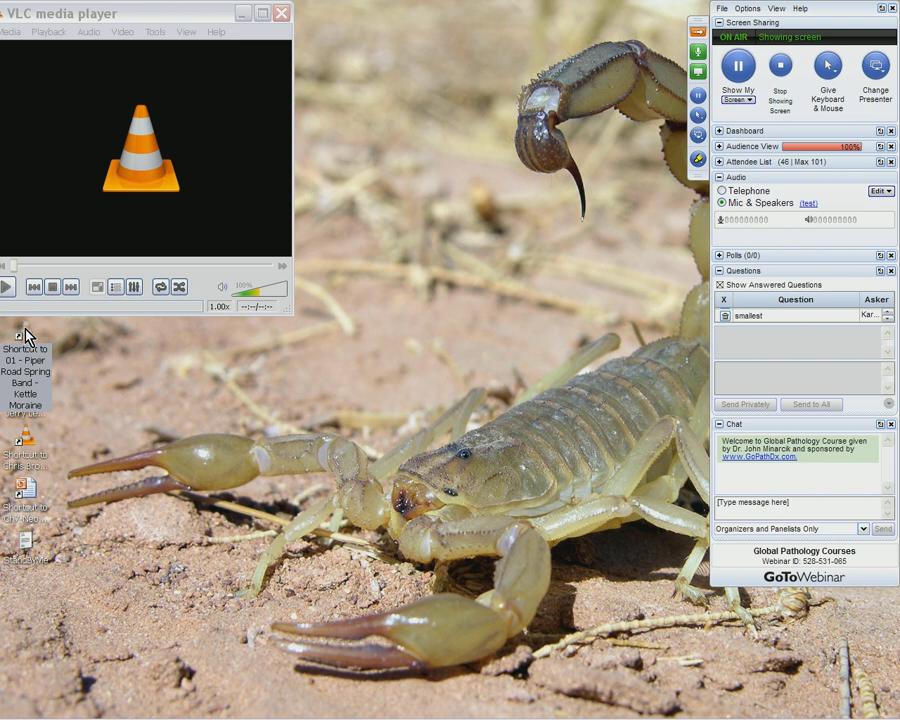 VLC media player
Media Playback Audio Video Tools View Help
100%
1.00x --:--/--:--
Shortcut to
01 - Piper
Road Spring
Band -
Kettle
Moraine
Shortcut to
Chris Bro...
Shortcut to
File Options View Help
Screen Sharing
ON AIR Showing screen
Show My
Screen
Stop
Showing
Screen
Give
Keyboard
& Mouse
Change
Presenter
Dashboard
Audience View 100%
Attendee List (46 | Max 101)
Audio
Telephone
Edit
Mic & Speakers (test)
Polls (0/0)
Questions
Show Answered Questions
X Question Asker
smallest Kar...
Send Privately Send to All
Chat
Welcome to Global Pathology Course given
by Dr. John Minarcik and sponsored by
www.GoPathDx.com.
[Type message here]
Organizers and Panelists Only Send
Global Pathology Courses
Webinar ID: 528-531-065
GoToWebinar